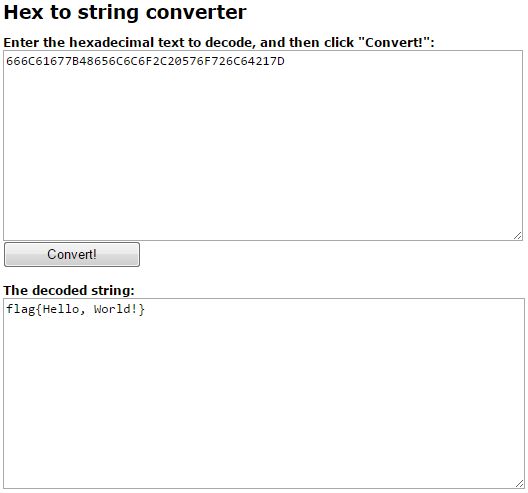 Hex to string converter
Enter the hexadecimal text to decode, and then click "Convert!":
666C61677B48656C6C6F2C20576F726C64217D
Convert!
The decoded string:
flag{Hello, World!}